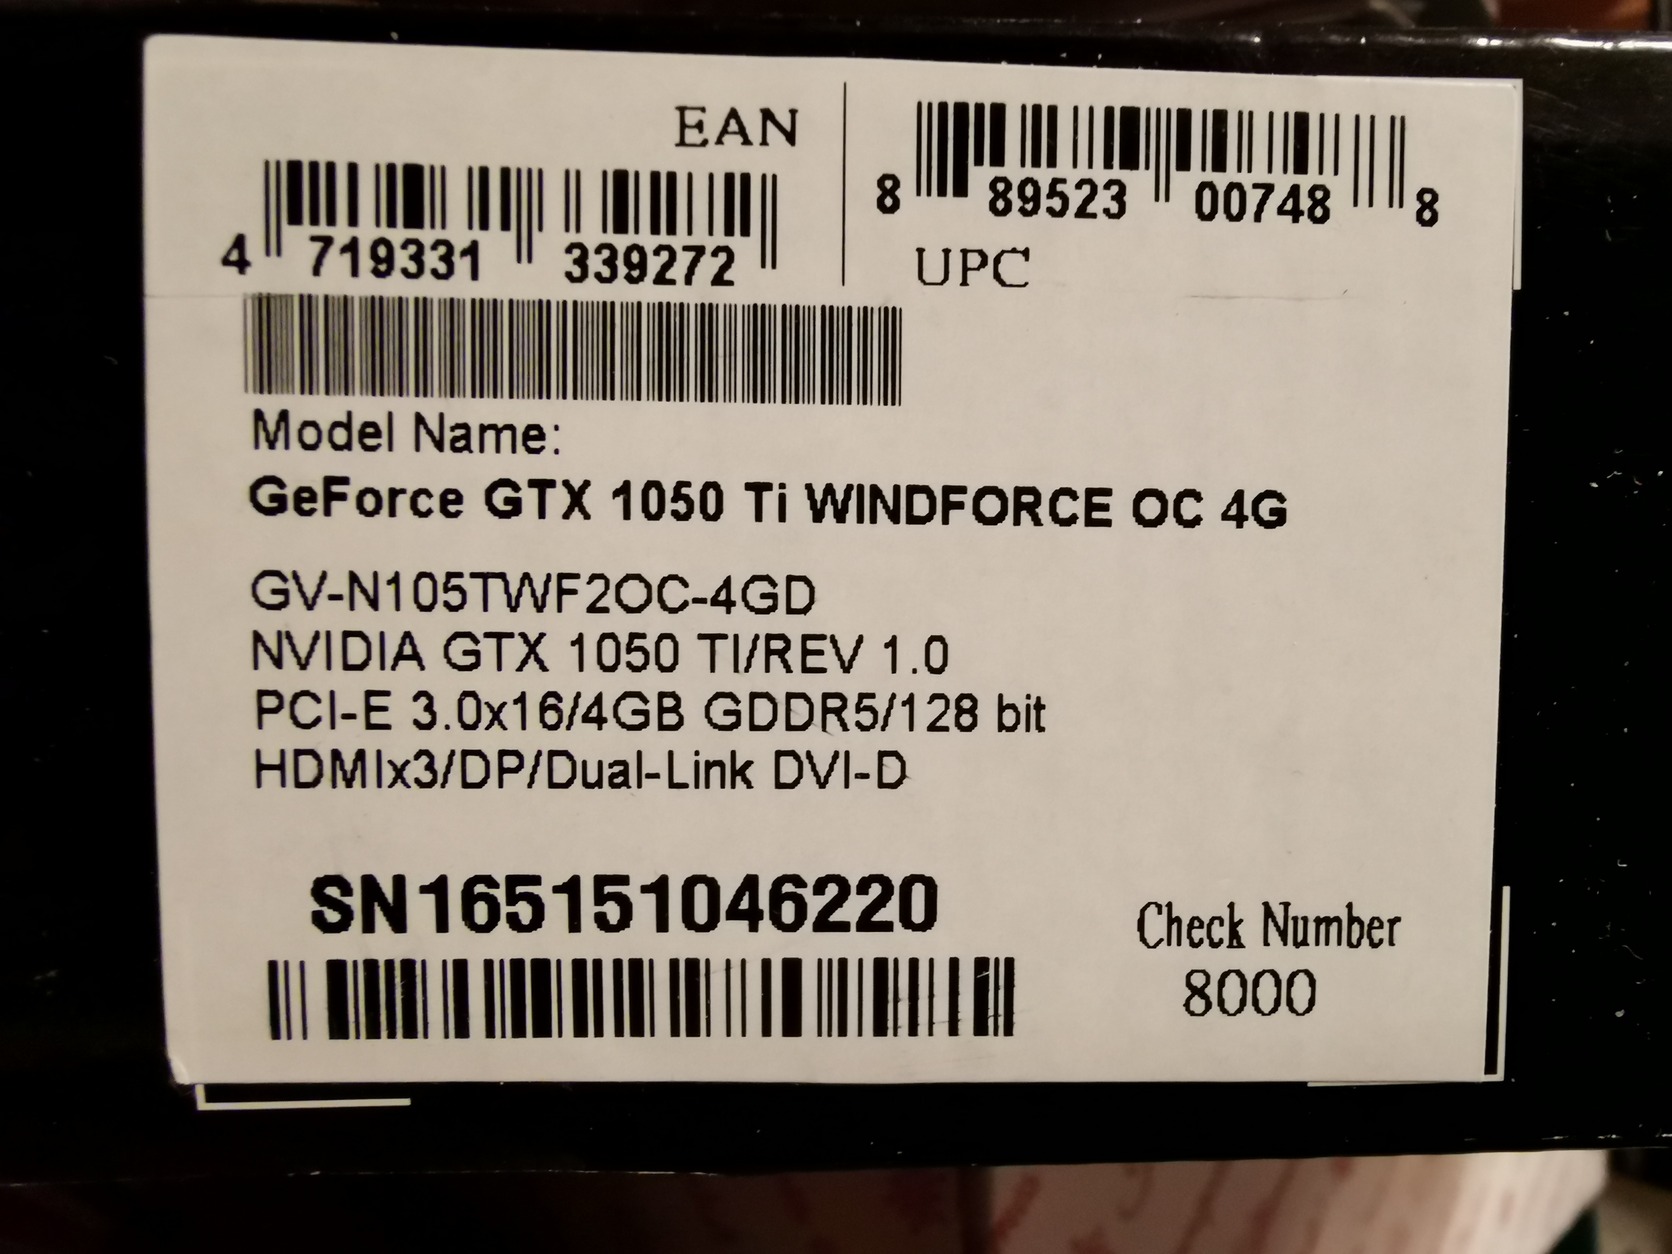 EAN
4 719331 339272
8 89523 00748 8
UPC
Model Name:
GeForce GTX 1050 Ti WINDFORCE OC 4G
GV-N105TWF2OC-4GD
NVIDIA GTX 1050 TI/REV 1.0
PCI-E 3.0x16/4GB GDDR5/128 bit
HDMIx3/DP/Dual-Link DVI-D
SN165151046220
Check Number
8000